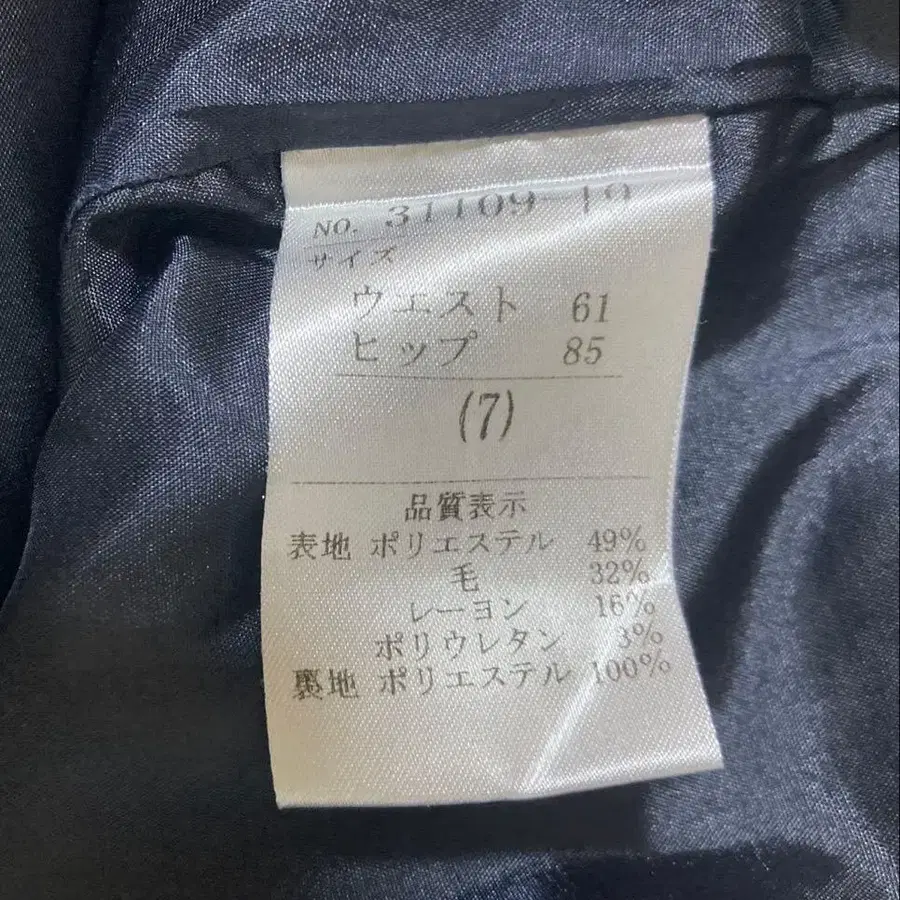 NO. 31109-19
サイズ
ウエスト 61
ヒップ 85
(7)
品質表示
表地 ポリエステル 49%
毛 32%
レーヨン 16%
ポリウレタン 3%
裏地 ポリエステル 100%